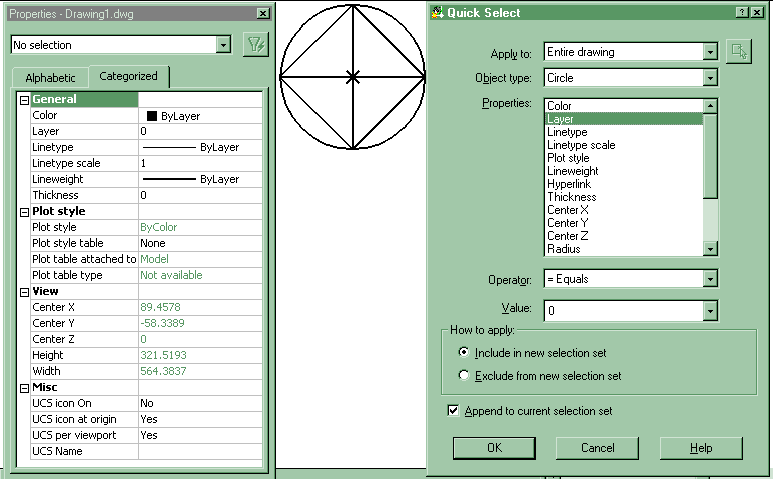 Properties - Drawing1.dwg
No selection
Alphabetic Categorized
General
Color ByLayer
Layer 0
Linetype ByLayer
Linetype scale 1
Lineweight ByLayer
Thickness 0
Plot style
Plot style ByColor
Plot style table None
Plot table attached to Model
Plot table type Not available
View
Center X 89.4578
Center Y -58.3389
Center Z 0
Height 321.5193
Width 564.3837
Misc
UCS icon On No
UCS icon at origin Yes
UCS per viewport Yes
UCS Name
Quick Select
Apply to: Entire drawing
Object type: Circle
Properties:
Color
Layer
Linetype
Linetype scale
Plot style
Lineweight
Hyperlink
Thickness
Center X
Center Y
Center Z
Radius
Operator: = Equals
Value: 0
How to apply:
Include in new selection set
Exclude from new selection set
Append to current selection set
OK Cancel Help